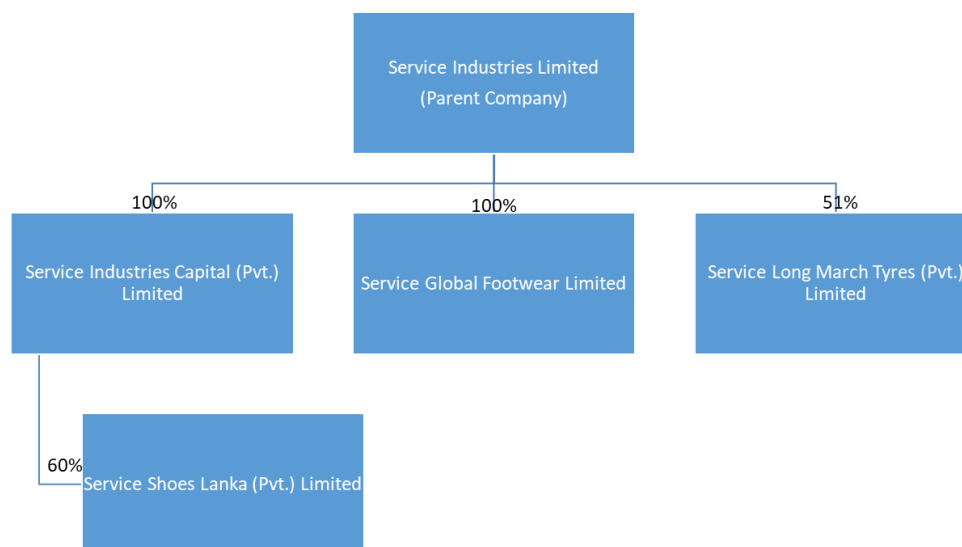 Service Industries Limited
(Parent Company)
100%
100%
51%
Service Industries Capital (Pvt.)
Limited
Service Global Footwear Limited
Service Long March Tyres (Pvt.)
Limited
60%
Service Shoes Lanka (Pvt.) Limited